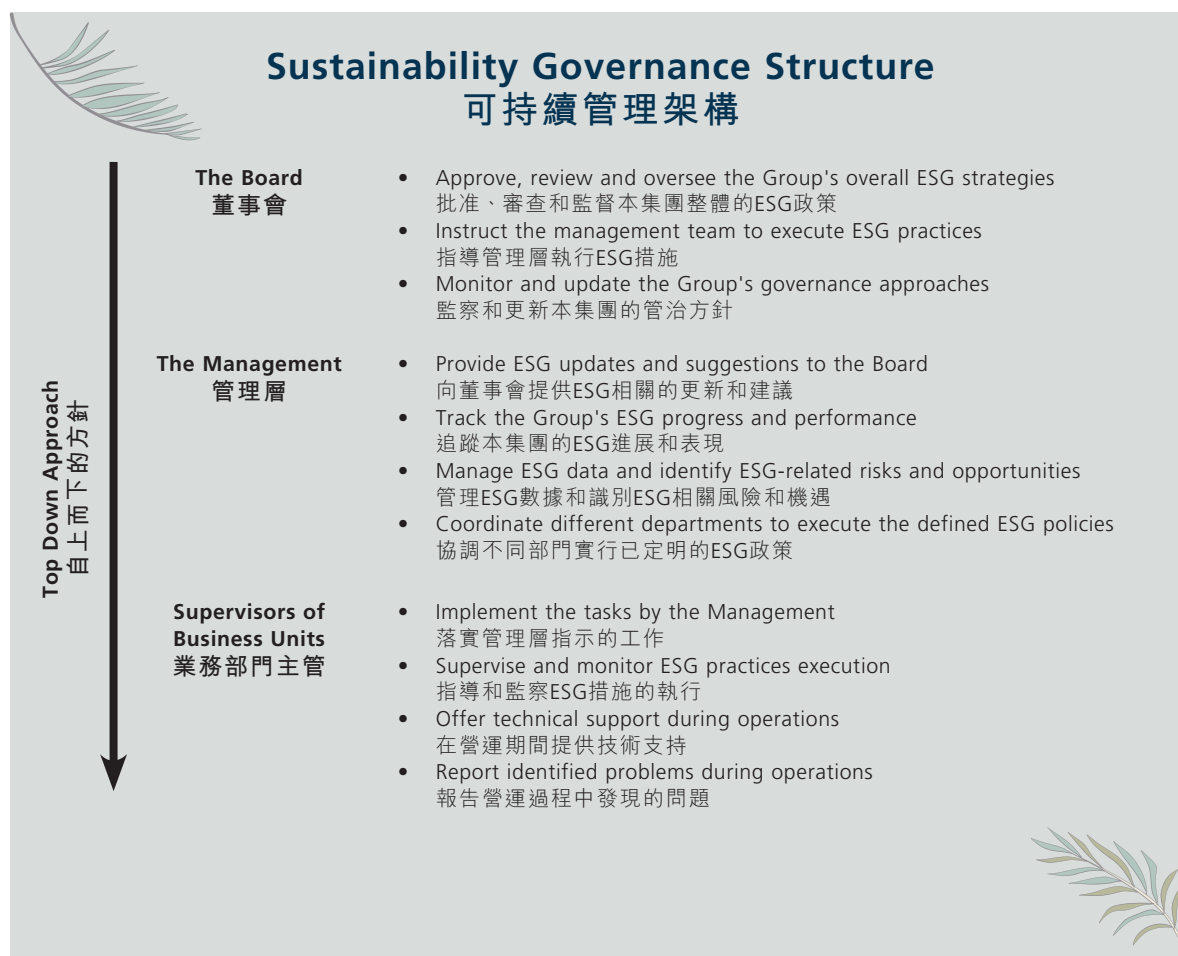 Sustainability Governance Structure
可持續管理架構
Top Down Approach
自上而下的方針
The Board
董事會
• Approve, review and oversee the Group's overall ESG strategies
批准、審查和監督本集團整體的ESG政策
• Instruct the management team to execute ESG practices
指導管理層執行ESG措施
• Monitor and update the Group's governance approaches
監察和更新本集團的管治方針
The Management
管理層
• Provide ESG updates and suggestions to the Board
向董事會提供ESG相關的更新和建議
• Track the Group's ESG progress and performance
追蹤本集團的ESG進展和表現
• Manage ESG data and identify ESG-related risks and opportunities
管理ESG數據和識別ESG相關風險和機遇
• Coordinate different departments to execute the defined ESG policies
協調不同部門實行已定明的ESG政策
Supervisors of
Business Units
業務部門主管
• Implement the tasks by the Management
落實管理層指示的工作
• Supervise and monitor ESG practices execution
指導和監察ESG措施的執行
• Offer technical support during operations
在營運期間提供技術支持
• Report identified problems during operations
報告營運過程中發現的問題